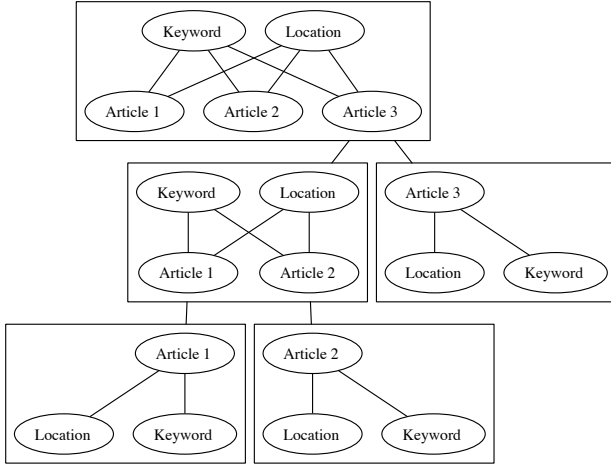 Keyword Location
Article 1 Article 2 Article 3
Keyword Location
Article 1 Article 2
Article 3
Location Keyword
Article 1
Location Keyword
Article 2
Location Keyword